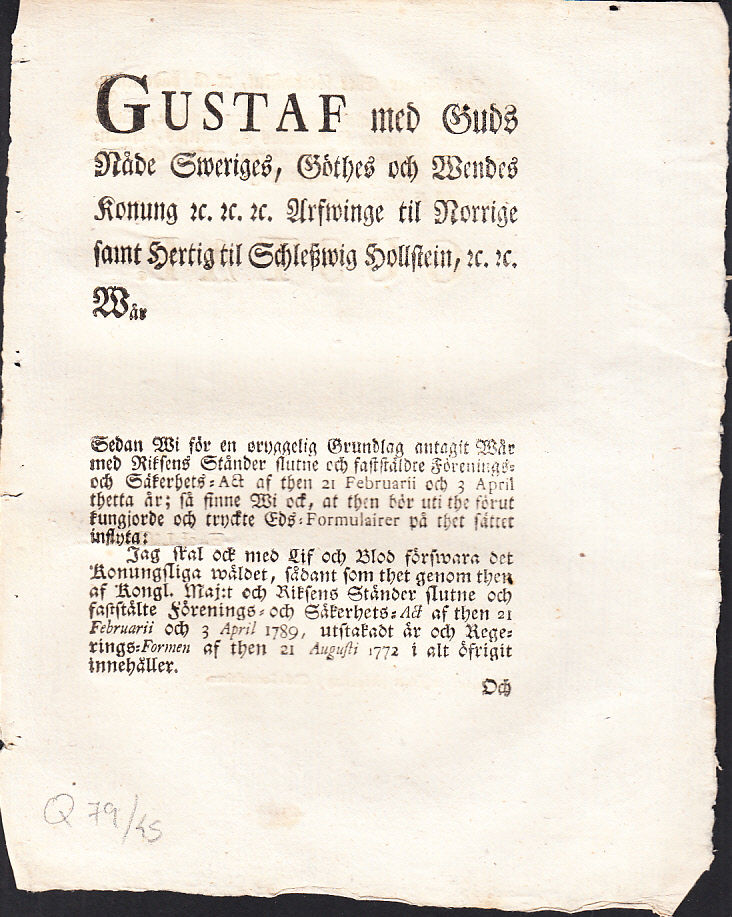 GUSTAF med Guds
Nåde Sweriges, Göthes och Wendes
Konung ꝛc. ꝛc. ꝛc. Arfwinge til Norrige
samt Hertig til Schleßwig Hollstein, ꝛc. ꝛc.
Wår
Sedan Wi för en oryggelig Grundlag antagit Wår
med Riksens Ständer slutne och faststäldte Förenings-
och Säkerhets-Act af then 21 Februarii och 3 April
thetta år; så finne Wi ock, at then bör uti the förut
kungjorde och tryckte Eds-Formulairer på thet sättet
inflyta:
Jag skal ock med Lif och Blod förswara det
Konungsliga wäldet, sådant som thet genom then
af Kongl. Maj:t och Riksens Ständer slutne och
fastställte Förenings- och Säkerhets-Act af then 21
Februarii och 3 April 1789, utstakadt är och Rege-
rings-Formen af then 21 Augusti 1772 i alt öfrigit
innehåller.
Och
Q 79/45